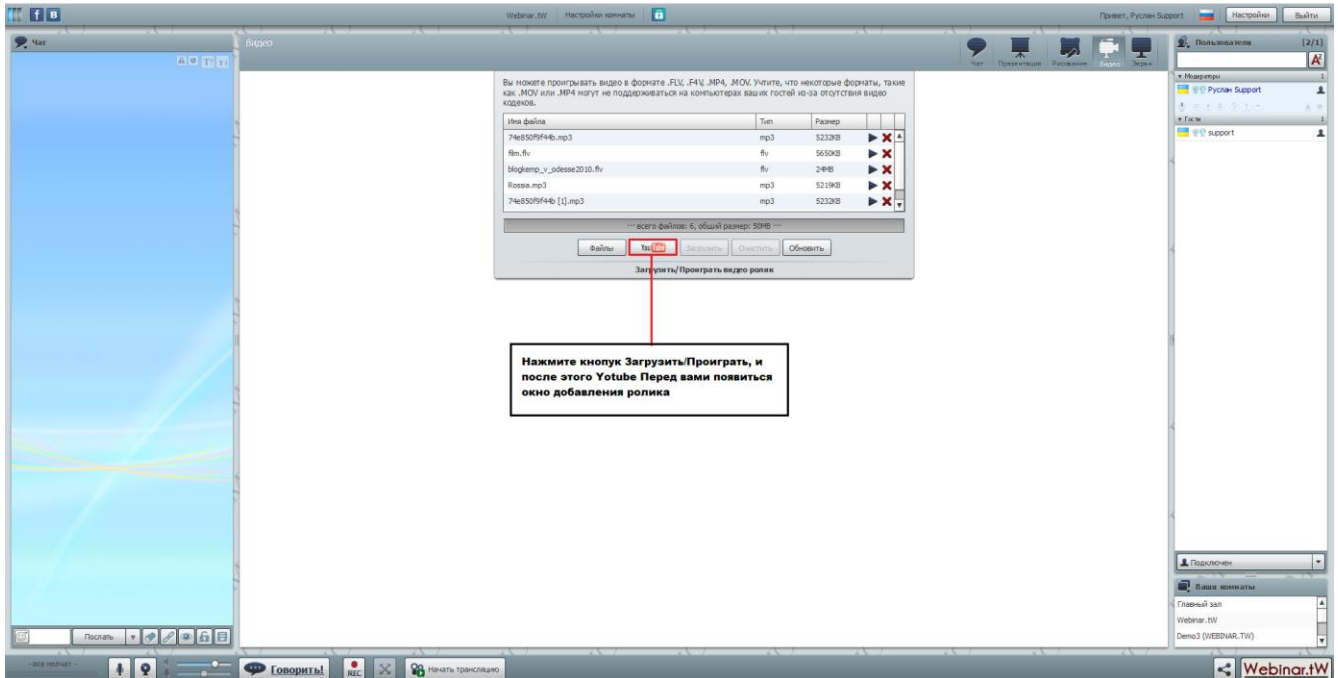 Webinar.tW
Настройки комнаты
Привет, Руслан Support
Настройки
Выйти
Чат
Видео
Чат
Презентация
Рисование
Видео
Экран
Пользователи
[2/1]
Вы можете проигрывать видео в формате .FLV, .F4V, .MP4, .MOV. Учтите, что некоторые форматы, такие
как .MOV или .MP4 могут не поддерживаться на компьютерах ваших гостей из-за отсутствия видео
кодеков.
Имя файла Тип Размер
74e850f9f44b.mp3 mp3 5232KB
film.flv flv 5650KB
blogkemp_v_odesse2010.flv flv 24MB
Rossia.mp3 mp3 5219KB
74e850f9f44b [1].mp3 mp3 5232KB
--- всего файлов: 6, общий размер: 50MB ---
Файлы
YouTube
Загрузить
Очистить
Обновить
Загрузить/Проиграть видео ролик
Нажмите кнопук Загрузить/Проиграть, и
после этого Yotube Перед вами появиться
окно добавления ролика
Модераторы
Руслан Support
Гости
support
Подключен
Ваши комнаты
Главный зал
Webinar.tW
Demo3 (WEBINAR.TW)
Послать
- все молчат -
Говорить!
REC
Начать трансляцию
Webinar.tW